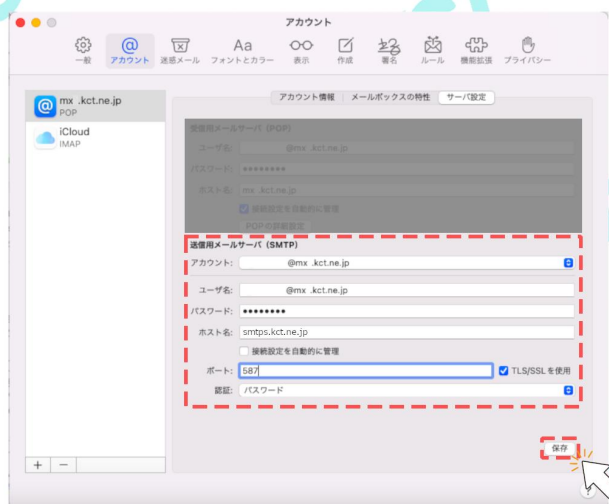 アカウント
一般 アカウント 迷惑メール フォントとカラー 表示 作成 署名 ルール 機能拡張 プライバシー
mx .kct.ne.jp
POP
iCloud
IMAP
アカウント情報 メールボックスの特性 サーバ設定
受信用メールサーバ (POP)
ユーザ名: @mx .kct.ne.jp
パスワード: ••••••••
ホスト名: mx .kct.ne.jp
接続設定を自動的に管理
POPの詳細設定
送信用メールサーバ (SMTP)
アカウント: @mx .kct.ne.jp
ユーザ名: @mx .kct.ne.jp
パスワード: ••••••••
ホスト名: smtps.kct.ne.jp
接続設定を自動的に管理
ポート: 587 TLS/SSL を使用
認証: パスワード
保存
?